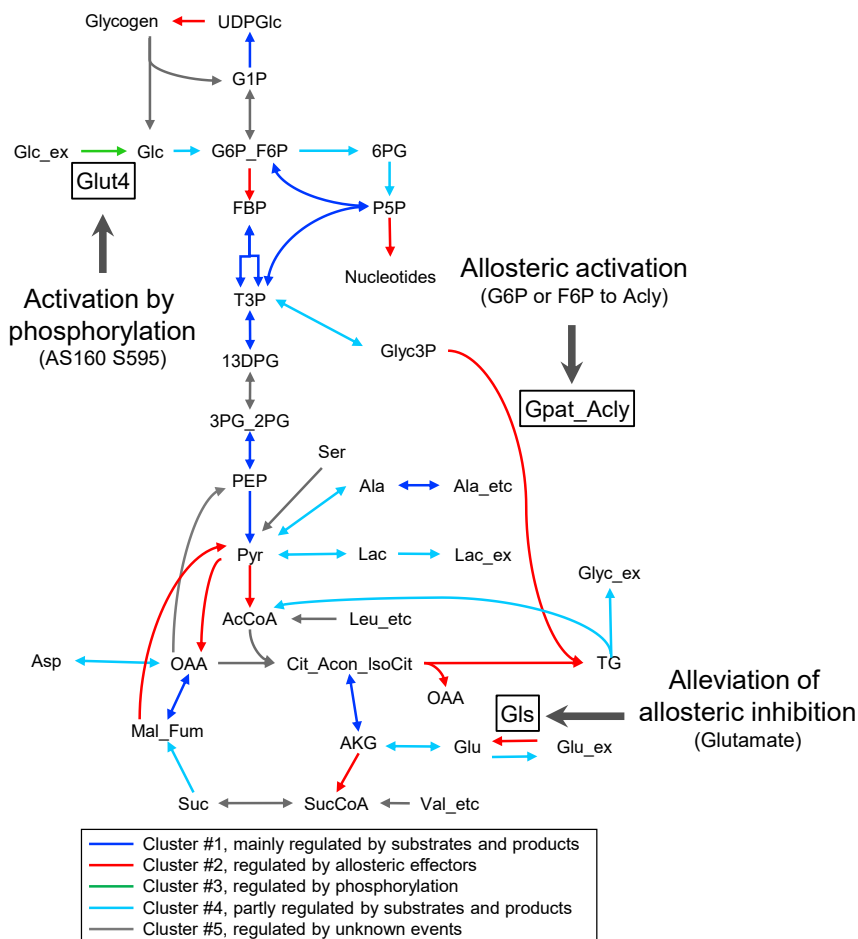 Glycogen
UDPGlc
G1P
Glc_ex
Glc
G6P_F6P
6PG
Glut4
FBP
P5P
Nucleotides
Allosteric activation
(G6P or F6P to Acly)
Activation by
phosphorylation
(AS160 S595)
T3P
13DPG
Glyc3P
Gpat_Acly
3PG_2PG
Ser
PEP
Ala
Ala_etc
Pyr
Lac
Lac_ex
Glyc_ex
AcCoA
Leu_etc
Asp
OAA
Cit_Acon_IsoCit
TG
OAA
Alleviation of
allosteric inhibition
(Glutamate)
Gls
Mal_Fum
AKG
Glu
Glu_ex
Suc
SucCoA
Val_etc
Cluster #1, mainly regulated by substrates and products
Cluster #2, regulated by allosteric effectors
Cluster #3, regulated by phosphorylation
Cluster #4, partly regulated by substrates and products
Cluster #5, regulated by unknown events